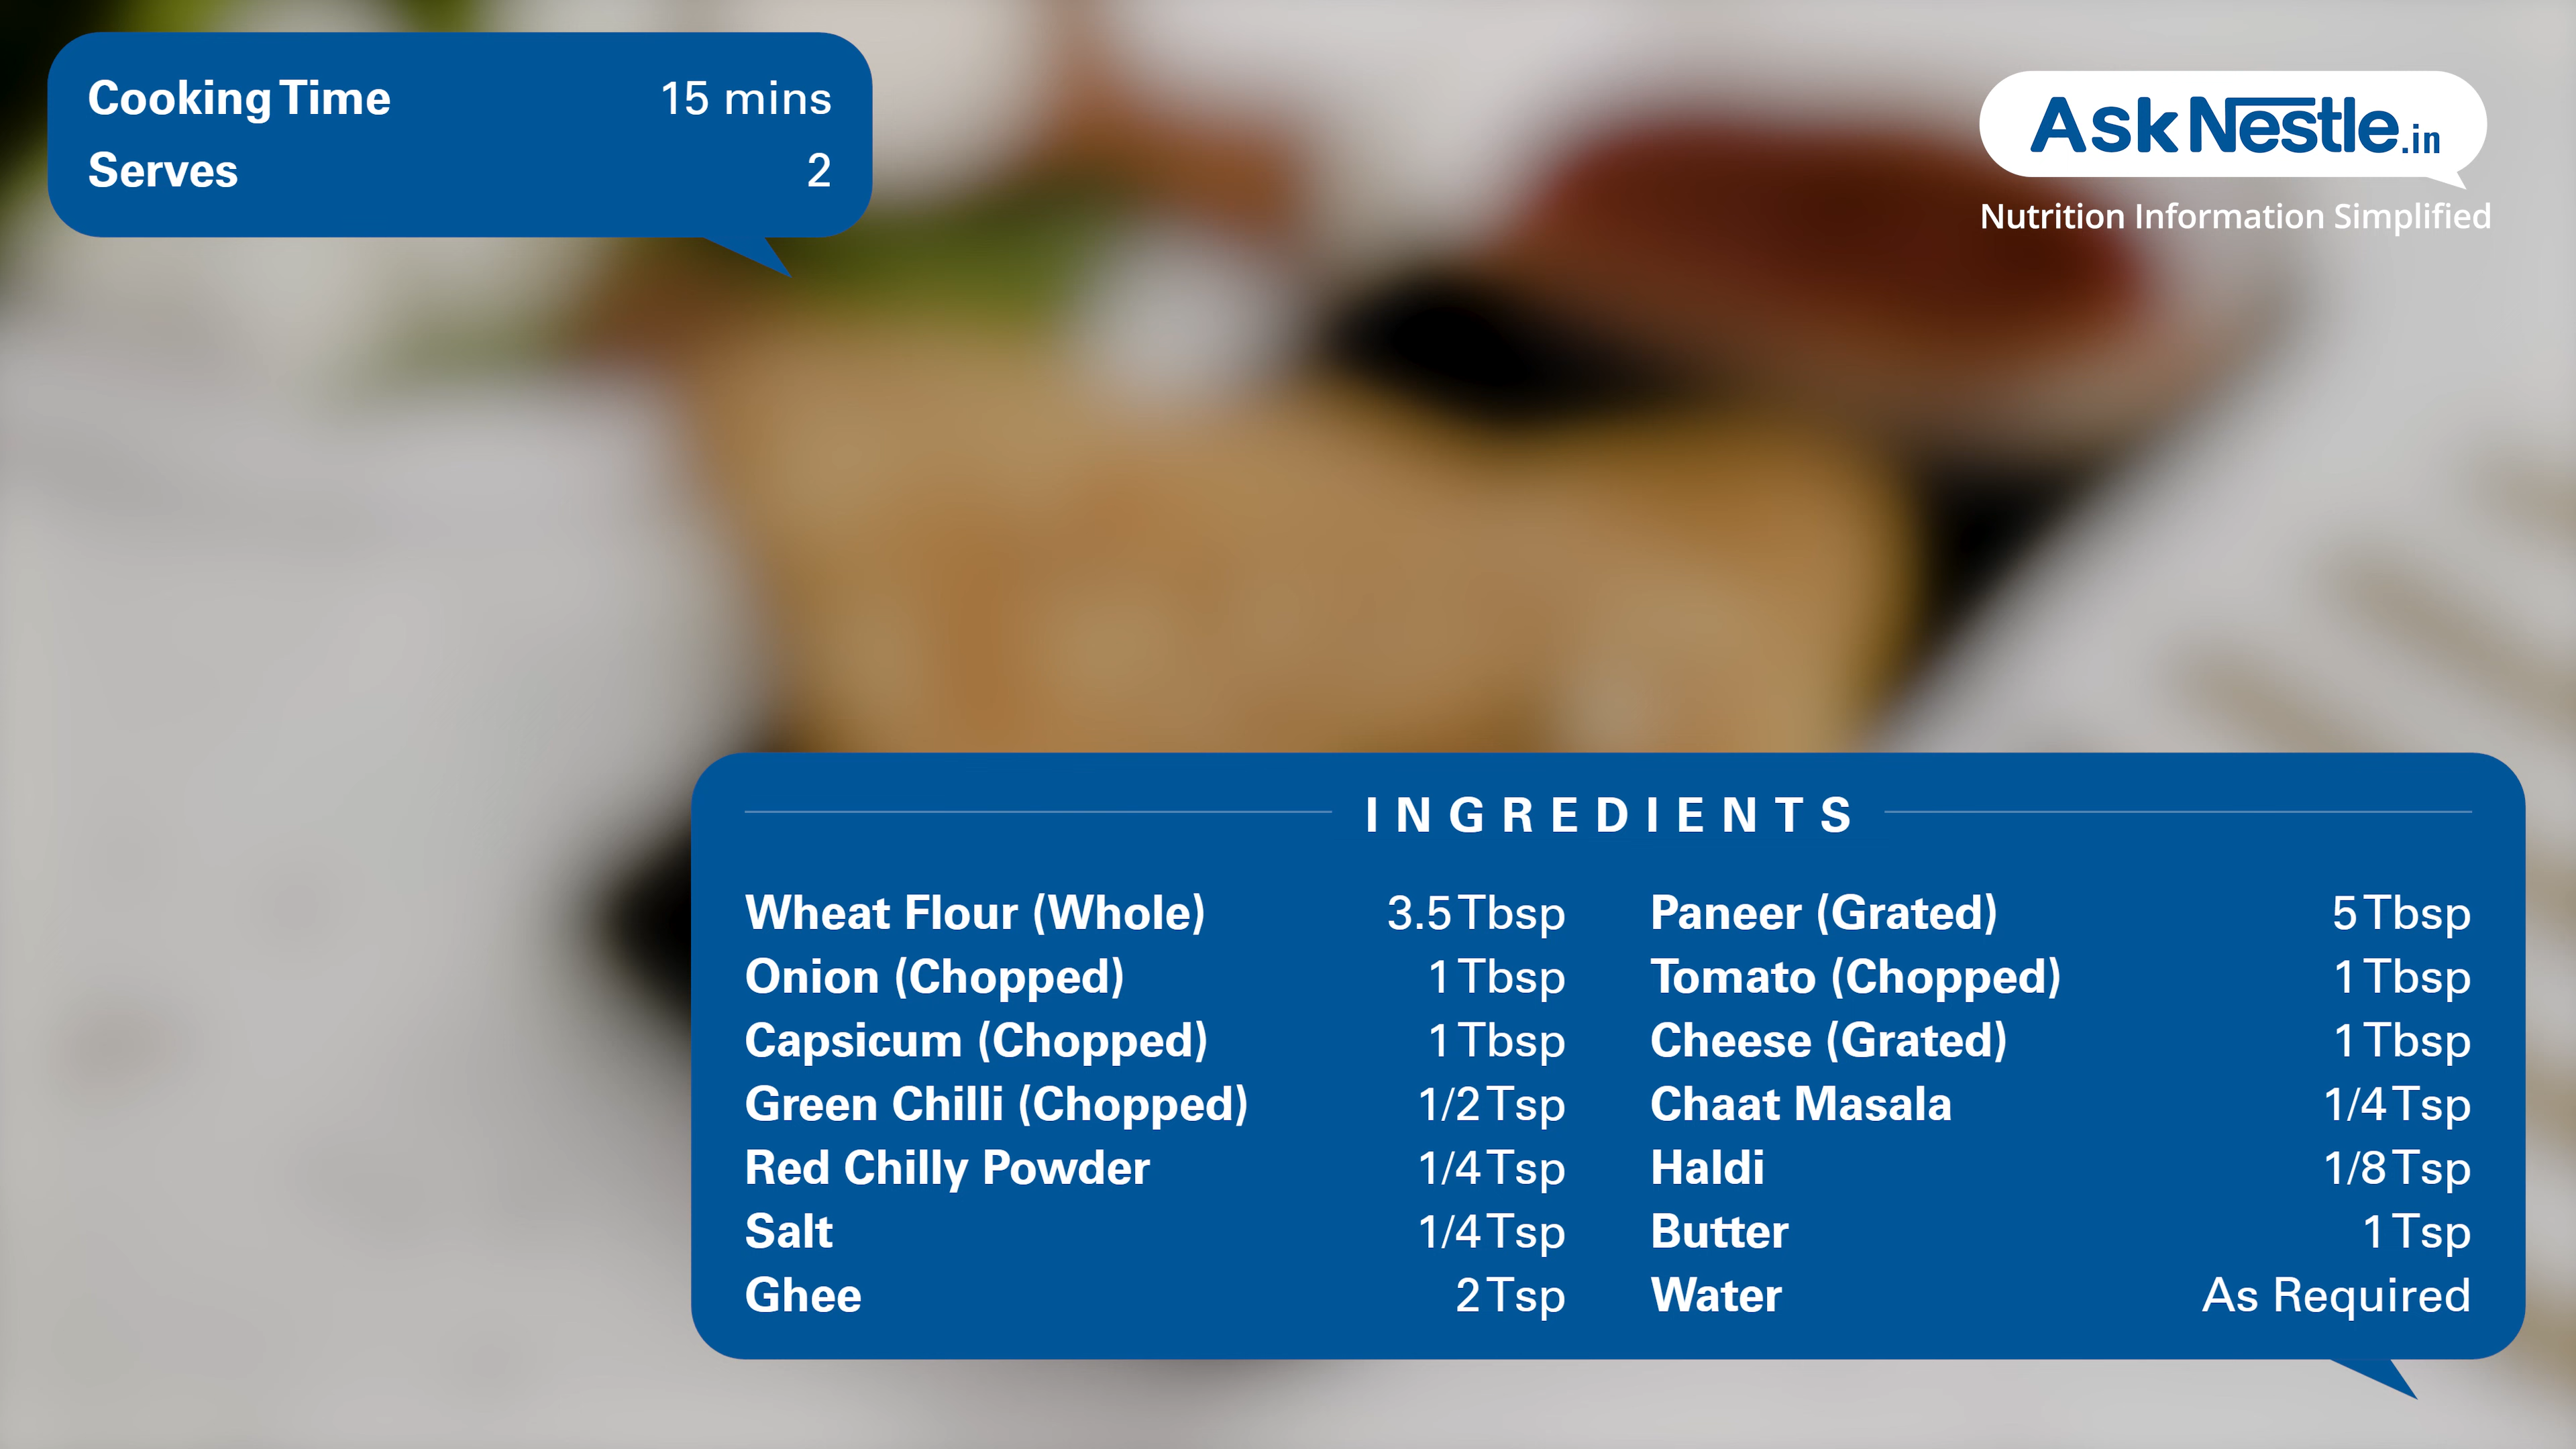 Cooking Time 15 mins
Serves 2
AskNestle.in
Nutrition Information Simplified
INGREDIENTS
Wheat Flour (Whole) 3.5 Tbsp
Onion (Chopped) 1 Tbsp
Capsicum (Chopped) 1 Tbsp
Green Chilli (Chopped) 1/2 Tsp
Red Chilly Powder 1/4 Tsp
Salt 1/4 Tsp
Ghee 2 Tsp
Paneer (Grated) 5 Tbsp
Tomato (Chopped) 1 Tbsp
Cheese (Grated) 1 Tbsp
Chaat Masala 1/4 Tsp
Haldi 1/8 Tsp
Butter 1 Tsp
Water As Required